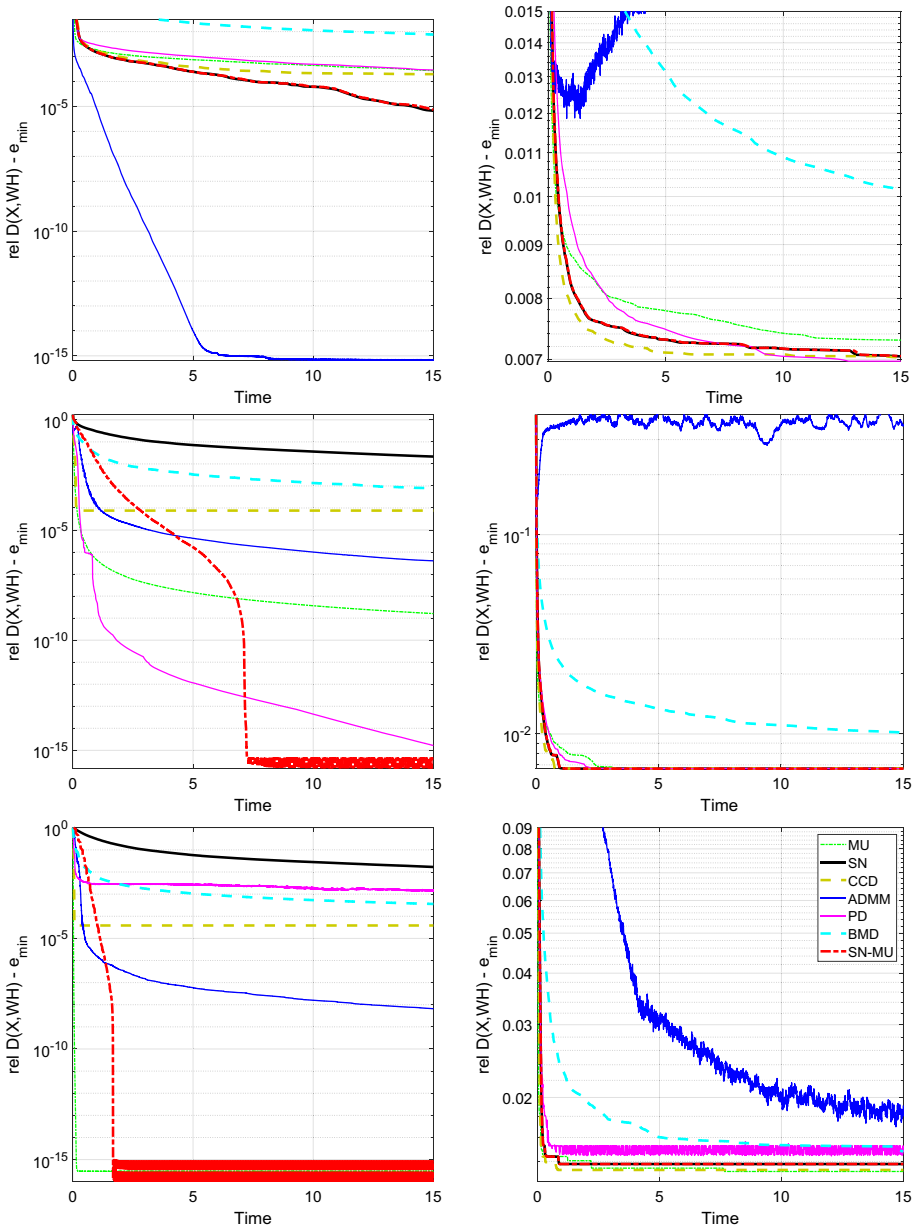 rel D(X,WH) - e_min
10^-5
10^-10
10^-15
0
5
10
15
Time
rel D(X,WH) - e_min
0.015
0.014
0.013
0.012
0.011
0.01
0.009
0.008
0.007
0
5
10
15
Time
rel D(X,WH) - e_min
10^0
10^-5
10^-10
10^-15
0
5
10
15
Time
rel D(X,WH) - e_min
10^-1
10^-2
0
5
10
15
Time
rel D(X,WH) - e_min
10^0
10^-5
10^-10
10^-15
0
5
10
15
Time
rel D(X,WH) - e_min
0.09
0.08
0.07
0.06
0.05
0.04
0.03
0.02
0
5
10
15
Time
MU
SN
CCD
ADMM
PD
BMD
SN-MU